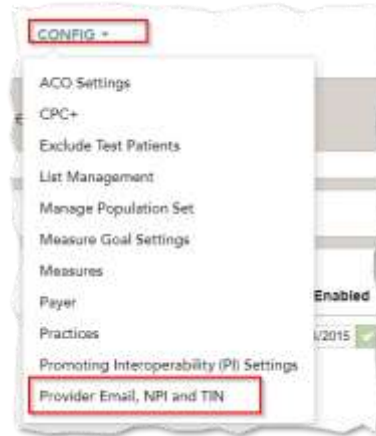 CONFIG
ACO Settings
CPC+
Exclude Test Patients
List Management
Manage Population Set
Measure Goal Settings
Measures
Payer
Enabled
Practices
/2015
Promoting Interoperability (PI) Settings
Provider Email, NPI and TIN